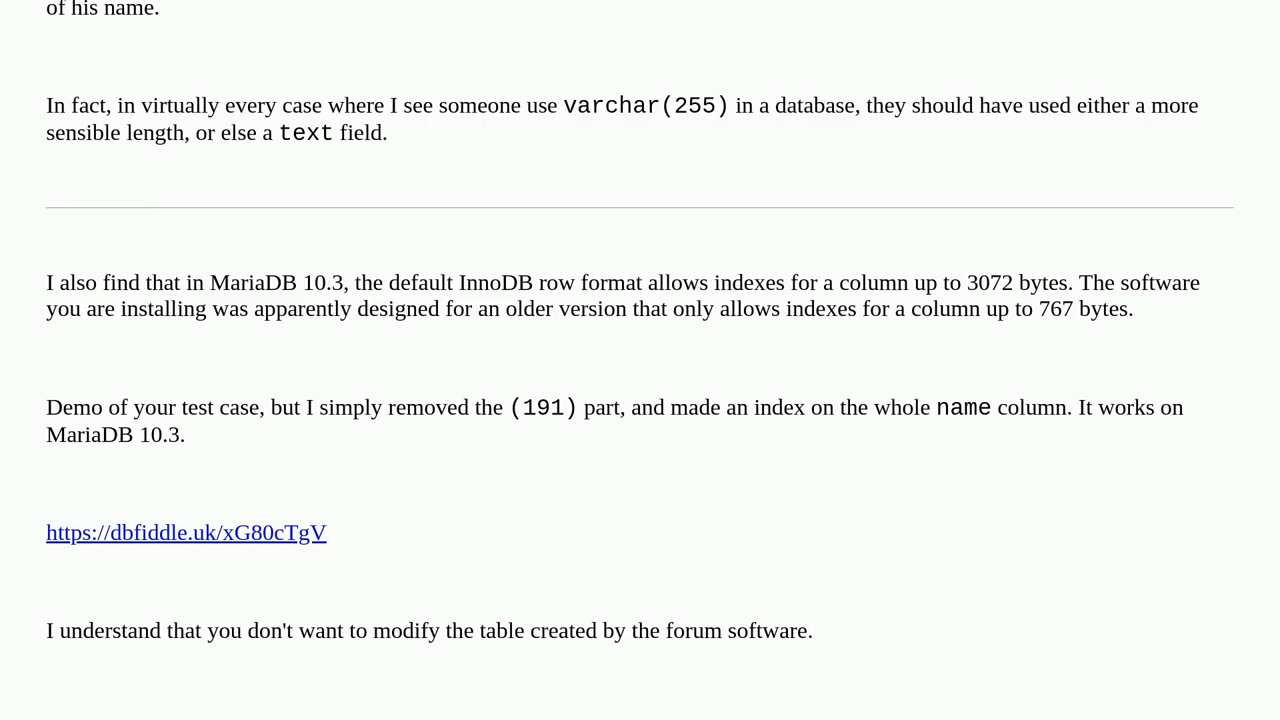 of his name.
In fact, in virtually every case where I see someone use varchar(255) in a database, they should have used either a more
sensible length, or else a text field.
I also find that in MariaDB 10.3, the default InnoDB row format allows indexes for a column up to 3072 bytes. The software
you are installing was apparently designed for an older version that only allows indexes for a column up to 767 bytes.
Demo of your test case, but I simply removed the (191) part, and made an index on the whole name column. It works on
MariaDB 10.3.
https://dbfiddle.uk/xG80cTgV
I understand that you don't want to modify the table created by the forum software.